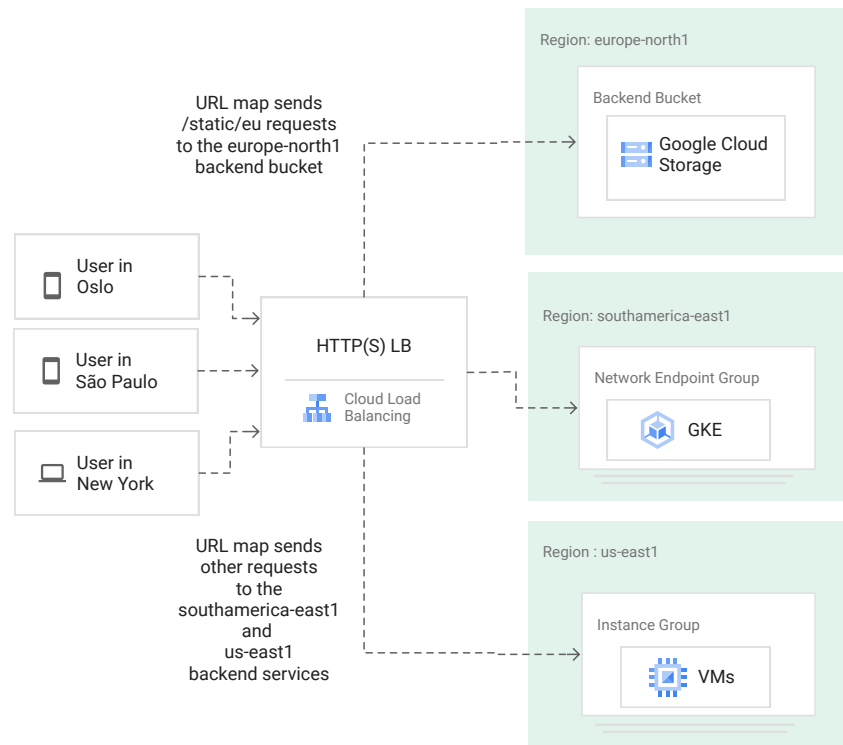 Region: europe-north1
Backend Bucket
Google Cloud
Storage
URL map sends
/static/eu requests
to the europe-north1
backend bucket
User in
Oslo
User in
São Paulo
User in
New York
HTTP(S) LB
Cloud Load
Balancing
Region: southamerica-east1
Network Endpoint Group
GKE
URL map sends
other requests
to the
southamerica-east1
and
us-east1
backend services
Region : us-east1
Instance Group
VMs